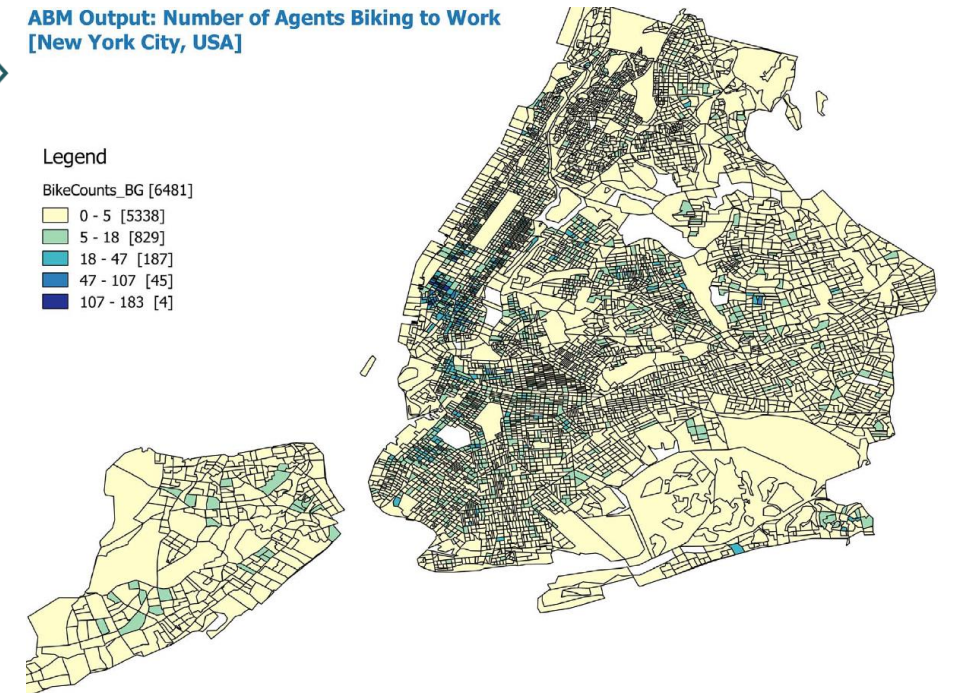 ABM Output: Number of Agents Biking to Work
[New York City, USA]
Legend
BikeCounts_BG [6481]
0 - 5 [5338]
5 - 18 [829]
18 - 47 [187]
47 - 107 [45]
107 - 183 [4]